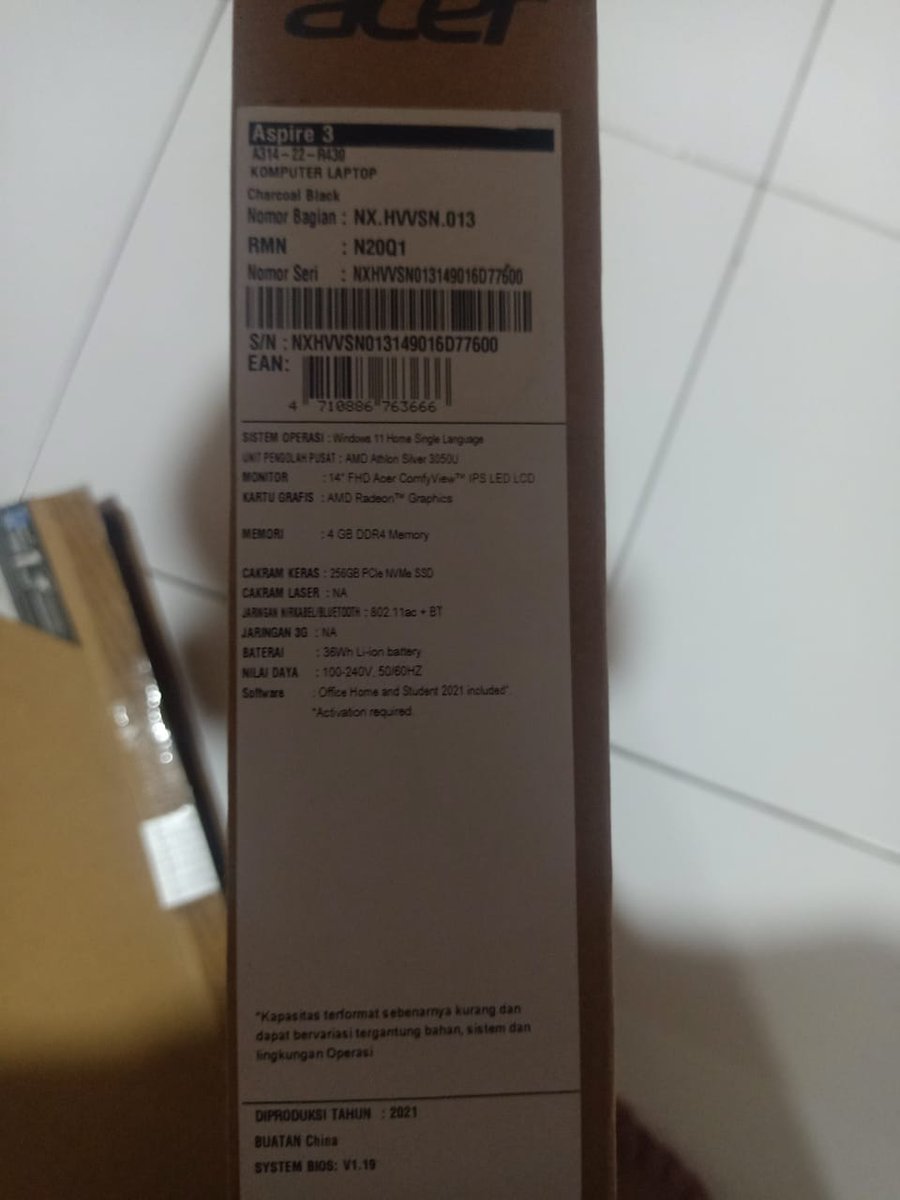 acer
Aspire 3
A314-22-R430
KOMPUTER LAPTOP
Charcoal Black
Nomor Bagian : NX.HVVSN.013
RMN : N20Q1
Nomor Seri : NXHVVSN013149016D77600
S/N : NXHVVSN013149016D77600
EAN:
4 710886 763666
SISTEM OPERASI : Windows 11 Home Single Language
UNIT PENGOLAH PUSAT : AMD Athlon Silver 3050U
MONITOR : 14" FHD Acer ComfyView™ IPS LED LCD
KARTU GRAFIS : AMD Radeon™ Graphics
MEMORI : 4 GB DDR4 Memory
CAKRAM KERAS : 256GB PCIe NVMe SSD
CAKRAM LASER : NA
JARINGAN NIRKABEL/BLUETOOTH : 802.11ac + BT
JARINGAN 3G : NA
BATERAI : 36Wh Li-ion battery
NILAI DAYA : 100-240V, 50/60HZ
Software : Office Home and Student 2021 included*
*Activation required.
*Kapasitas terformat sebenarnya kurang dan
dapat bervariasi tergantung bahan, sistem dan
lingkungan Operasi
DIPRODUKSI TAHUN : 2021
BUATAN China
SYSTEM BIOS: V1.19